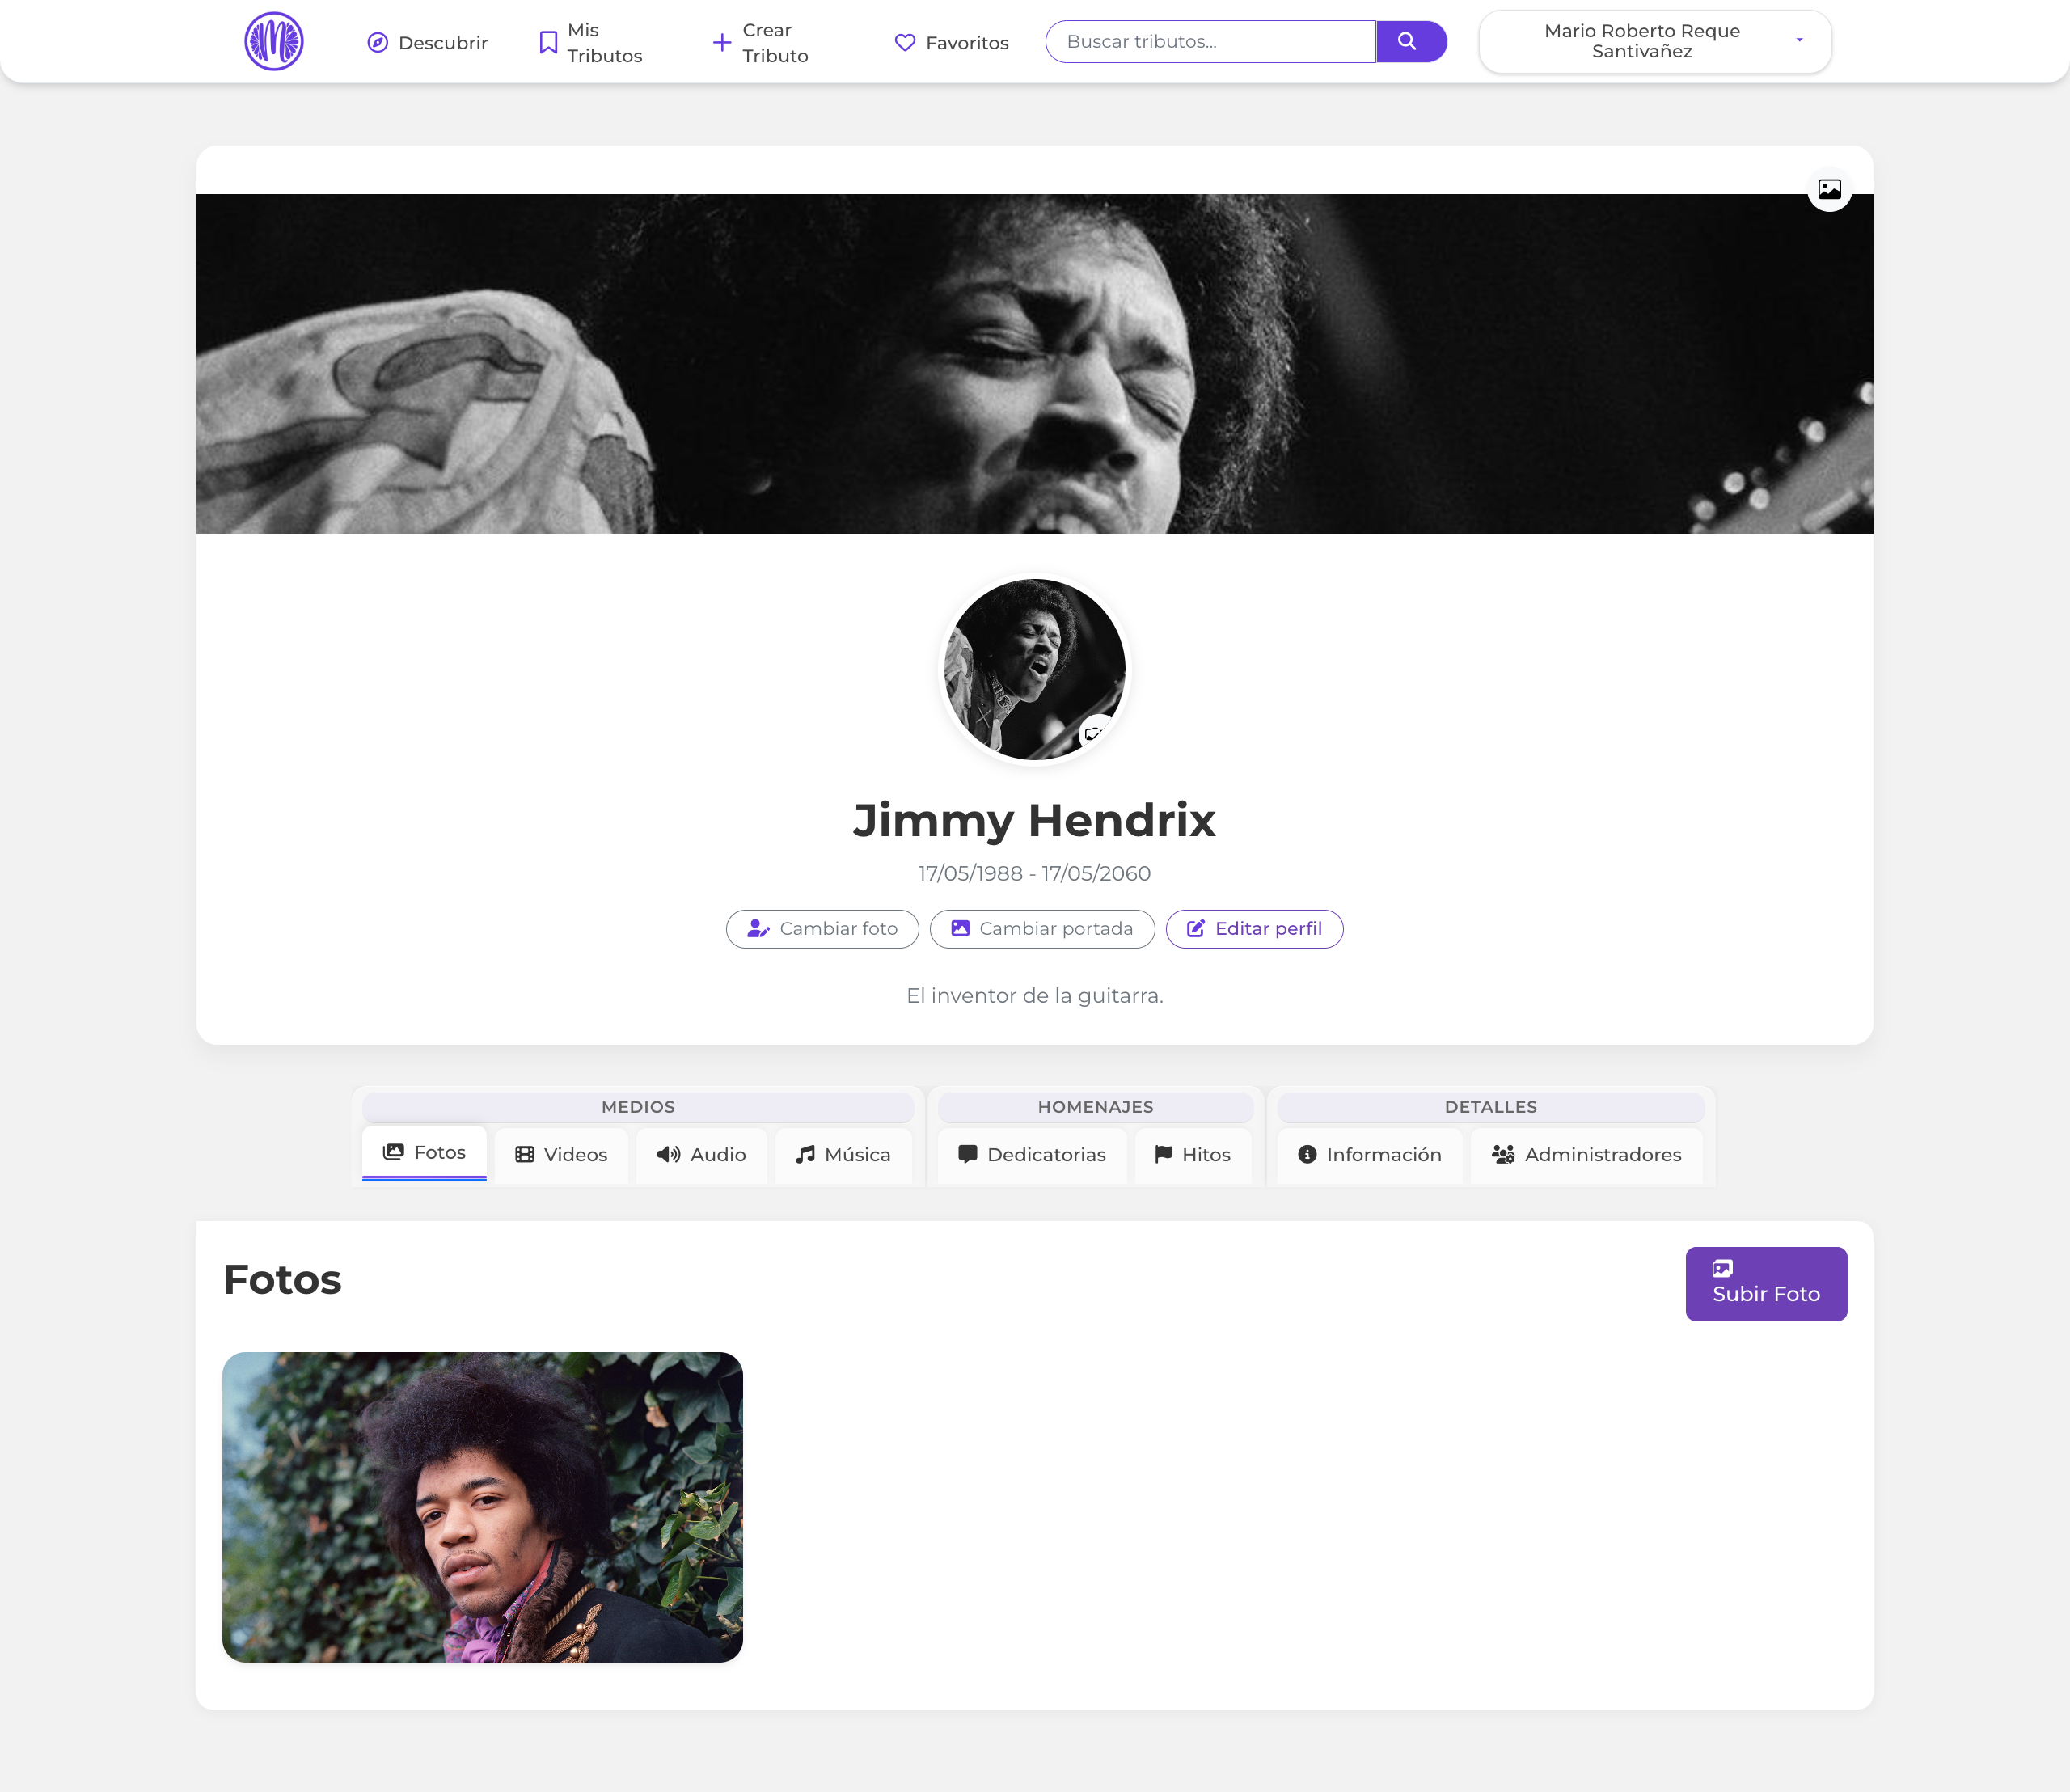 Descubrir
Mis
Tributos
Crear
Tributo
Favoritos
Buscar tributos...
Mario Roberto Reque
Santivañez
Jimmy Hendrix
17/05/1988 - 17/05/2060
Cambiar foto
Cambiar portada
Editar perfil
El inventor de la guitarra.
MEDIOS
HOMENAJES
DETALLES
Fotos
Videos
Audio
Música
Dedicatorias
Hitos
Información
Administradores
Fotos
Subir Foto